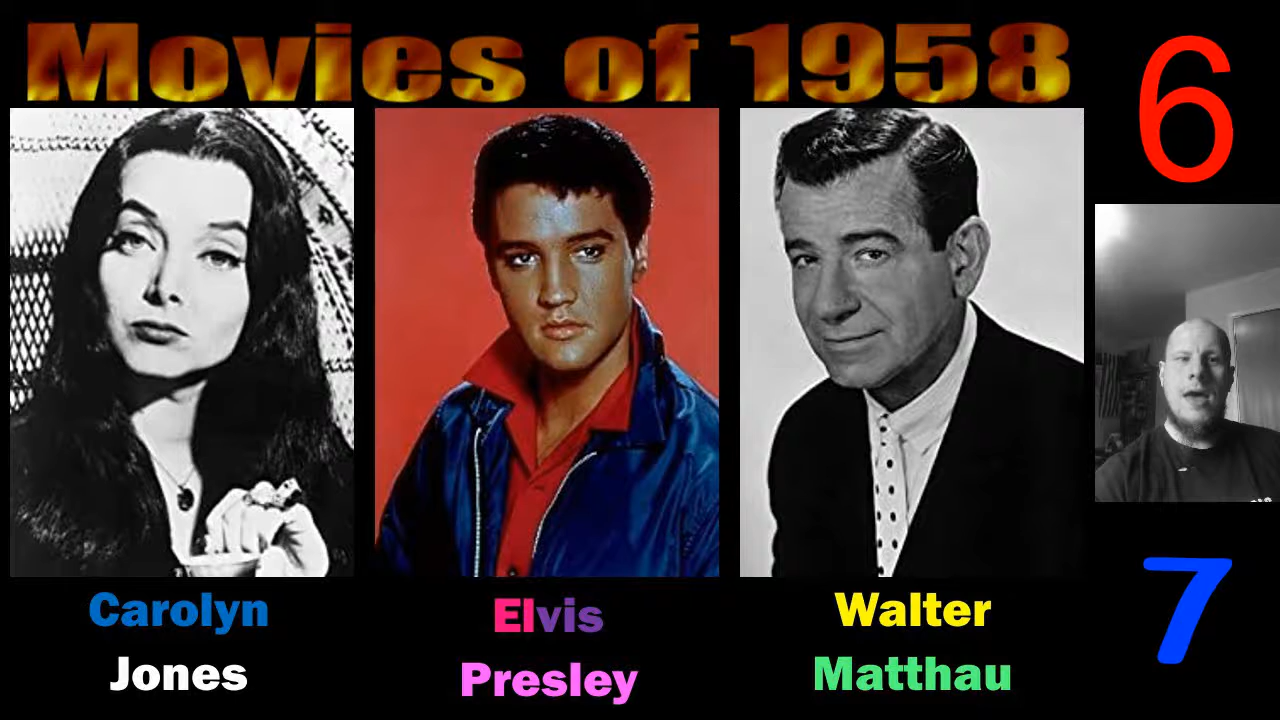 Movies of 1958
6
Carolyn
Jones
Elvis
Presley
Walter
Matthau
7